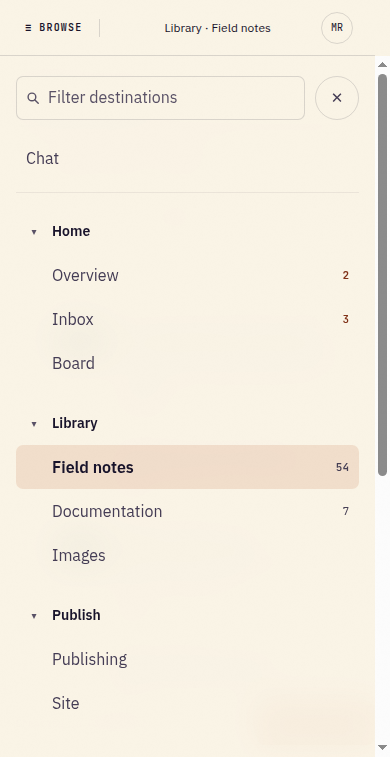 ≡ BROWSE
Library · Field notes
MR
Filter destinations
✕
Chat
▾ Home
Overview 2
Inbox 3
Board
▾ Library
Field notes 54
Documentation 7
Images
▾ Publish
Publishing
Site